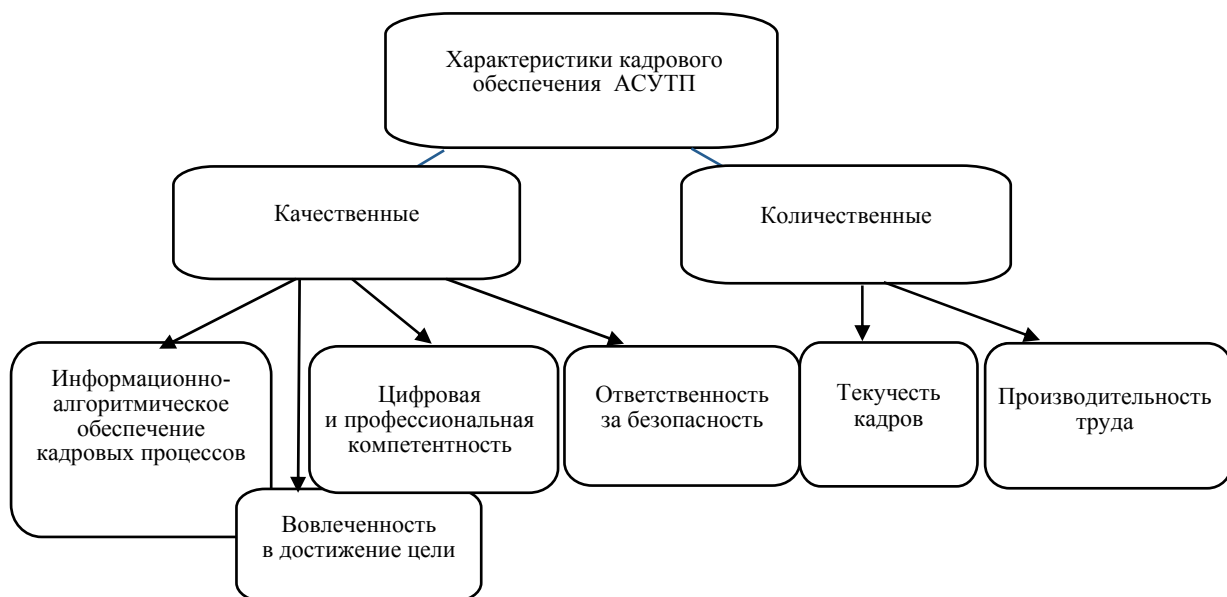 Характеристики кадрового
обеспечения АСУТП
Качественные
Количественные
Информационно-
алгоритмическое
обеспечение
кадровых процессов
Вовлеченность
в достижение цели
Цифровая
и профессиональная
компетентность
Ответственность
за безопасность
Текучесть
кадров
Производительность
труда